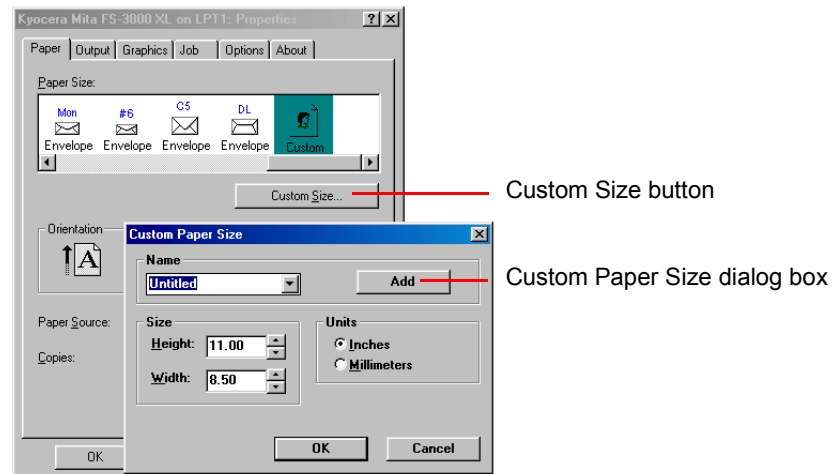 Kyocera Mita FS-3800 XL on LPT1: Properties
Paper Output Graphics Job Options About
Paper Size:
Mon #6 C5 DL
Envelope Envelope Envelope Envelope Custom
Custom Size...
Custom Size button
Orientation
A
Custom Paper Size
Name
Untitled
Add
Custom Paper Size dialog box
Paper Source:
Copies:
Size
Height: 11.00
Width: 8.50
Units
Inches
Millimeters
OK Cancel
OK